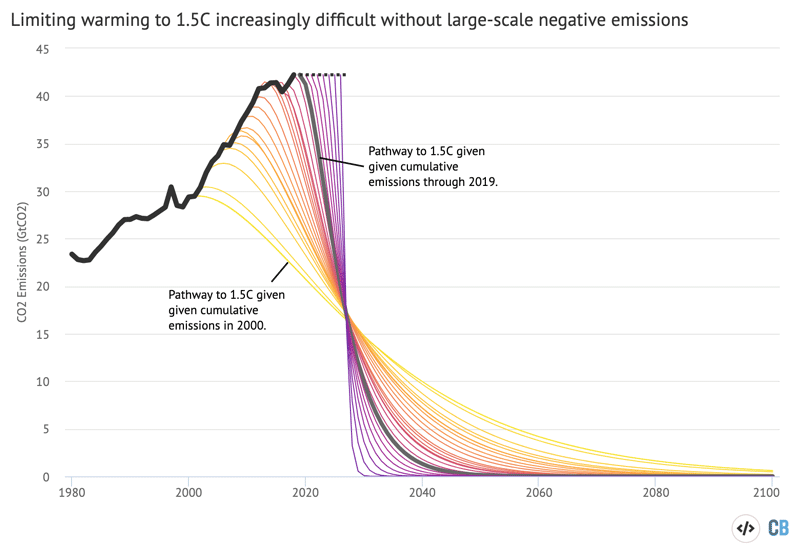 Limiting warming to 1.5C increasingly difficult without large-scale negative emissions
45
40
35
30
25
20
15
10
5
0
CO2 Emissions (GtCO2)
Pathway to 1.5C given
given cumulative
emissions through 2019.
Pathway to 1.5C given
given cumulative
emissions in 2000.
1980
2000
2020
2040
2060
2080
2100
</>
CB